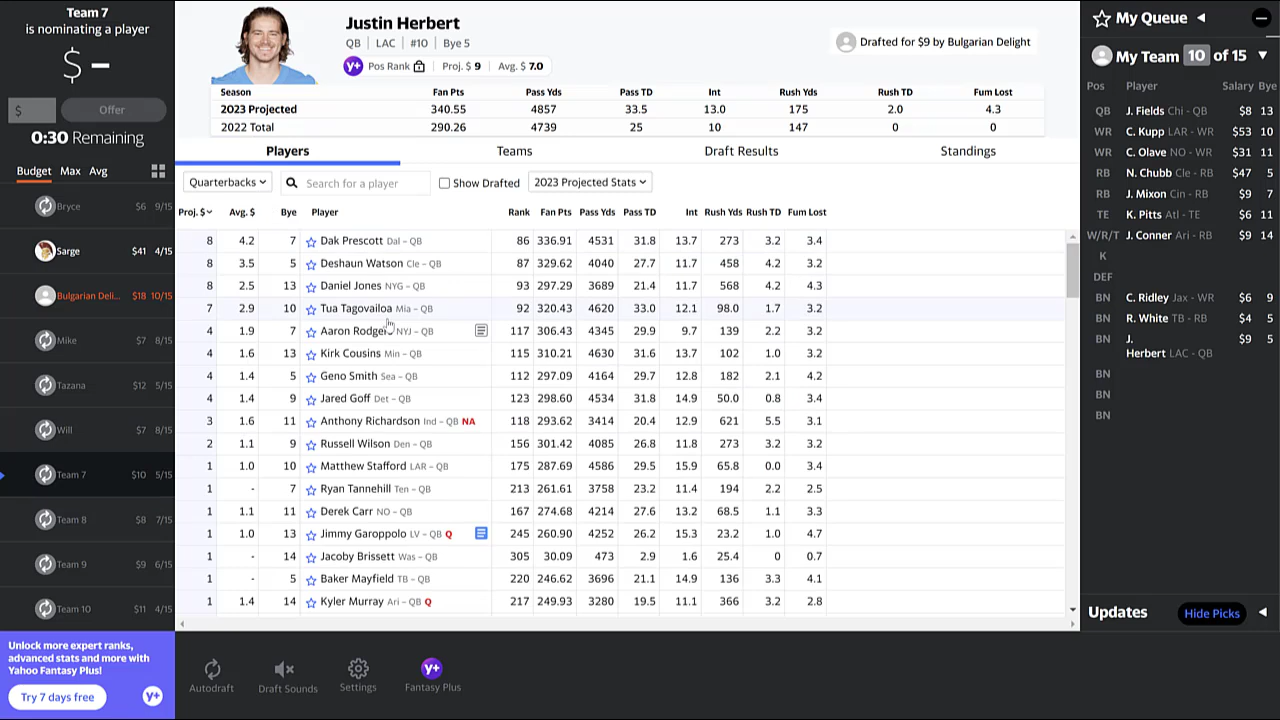 Team 7
is nominating a player
$ –
$
Offer
0:30 Remaining
Budget Max Avg
Bryce $6 9/15
Sarge $41 4/15
Bulgarian Deli... $18 10/15
Mike $7 8/15
Tazana $12 5/15
Will $7 8/15
Team 7 $10 5/15
Team 8 $8 7/15
Team 9 $9 6/15
Team 10 $11 4/15
Unlock more expert ranks,
advanced stats and more with
Yahoo Fantasy Plus!
Try 7 days free y+
Justin Herbert
QB LAC #10 Bye 5
y+ Pos Rank Proj. $ 9 Avg. $ 7.0
Drafted for $9 by Bulgarian Delight
Season Fan Pts Pass Yds Pass TD Int Rush Yds Rush TD Fum Lost
2023 Projected 340.55 4857 33.5 13.0 175 2.0 4.3
2022 Total 290.26 4739 25 10 147 0 0
Players Teams Draft Results Standings
Quarterbacks Search for a player Show Drafted 2023 Projected Stats
Proj. $ Avg. $ Bye Player Rank Fan Pts Pass Yds Pass TD Int Rush Yds Rush TD Fum Lost
8 4.2 7 Dak Prescott Dal – QB 86 336.91 4531 31.8 13.7 273 3.2 3.4
8 3.5 5 Deshaun Watson Cle – QB 87 329.62 4040 27.7 11.7 458 4.2 3.2
8 2.5 13 Daniel Jones NYG – QB 93 297.29 3689 21.4 11.7 568 4.2 4.3
7 2.9 10 Tua Tagovailoa Mia – QB 92 320.43 4620 33.0 12.1 98.0 1.7 3.2
4 1.9 7 Aaron Rodgers NYJ – QB 117 306.43 4345 29.9 9.7 139 2.2 3.2
4 1.6 13 Kirk Cousins Min – QB 115 310.21 4630 31.6 13.7 102 1.0 3.2
4 1.4 5 Geno Smith Sea – QB 112 297.09 4164 29.7 12.8 182 2.1 4.2
4 1.4 9 Jared Goff Det – QB 123 298.60 4534 31.8 14.9 50.0 0.8 3.4
3 1.6 11 Anthony Richardson Ind – QB NA 118 293.62 3414 20.4 12.9 621 5.5 3.1
2 1.1 9 Russell Wilson Den – QB 156 301.42 4085 26.8 11.8 273 3.2 3.2
1 1.0 10 Matthew Stafford LAR – QB 175 287.69 4586 29.5 15.9 65.8 0.0 3.4
1 - 7 Ryan Tannehill Ten – QB 213 261.61 3758 23.2 11.4 194 2.2 2.5
1 1.1 11 Derek Carr NO – QB 167 274.68 4214 27.6 13.2 68.5 1.1 3.3
1 1.0 13 Jimmy Garoppolo LV – QB Q 245 260.90 4252 26.2 15.3 23.2 1.0 4.7
1 - 14 Jacoby Brissett Was – QB 305 30.09 473 2.9 1.6 25.4 0 0.7
1 - 5 Baker Mayfield TB – QB 220 246.62 3696 21.1 14.9 136 3.3 4.1
1 1.4 14 Kyler Murray Ari – QB Q 217 249.93 3280 19.5 11.1 366 3.2 2.8
Autodraft Draft Sounds Settings y+ Fantasy Plus
My Queue
My Team 10 of 15
Pos Player Salary Bye
QB J. Fields Chi - QB $8 13
WR C. Kupp LAR - WR $53 10
WR C. Olave NO - WR $31 11
RB N. Chubb Cle - RB $47 5
RB J. Mixon Cin - RB $9 7
TE K. Pitts Atl - TE $6 11
W/R/T J. Conner Ari - RB $9 14
K
DEF
BN C. Ridley Jax - WR $6 9
BN R. White TB - RB $4 5
BN J. $9 5
Herbert LAC - QB
BN
BN
BN
Updates Hide Picks